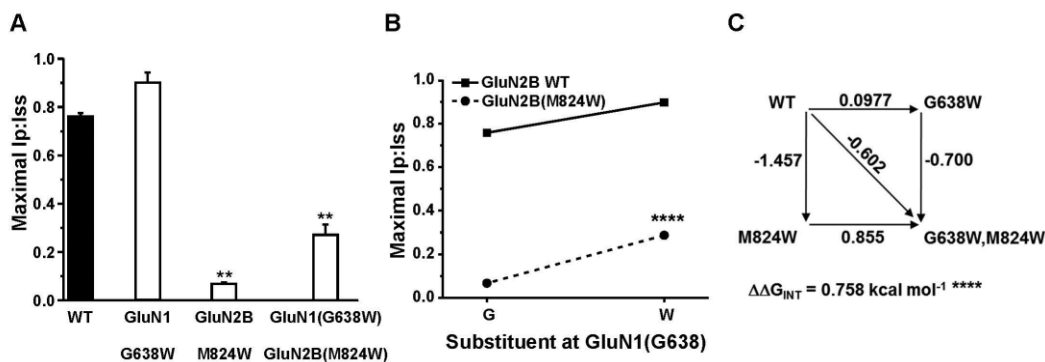 A
Maximal Ip:Iss
1.0
0.8
0.6
0.4
0.2
0.0
**
**
WT
GluN1
GluN2B
GluN1(G638W)
G638W
M824W
GluN2B(M824W)
B
Maximal Ip:Iss
1.0
0.8
0.6
0.4
0.2
0.0
GluN2B WT
GluN2B(M824W)
****
G
W
Substituent at GluN1(G638)
C
WT
0.0977
G638W
-1.457
-0.602
-0.700
M824W
0.855
G638W,M824W
ΔΔG_INT = 0.758 kcal mol⁻¹ ****